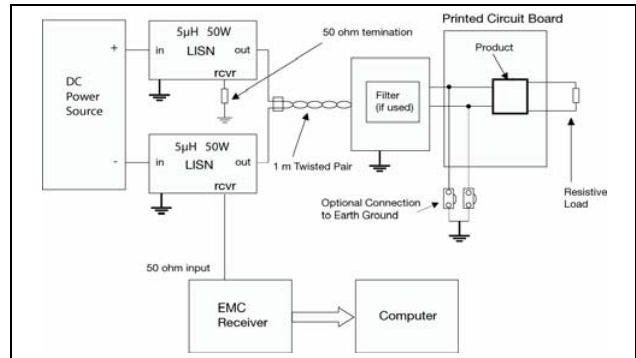 Printed Circuit Board
5µH 50W
LISN
in
out
rcvr
+
50 ohm temination
Product
DC
Power
Source
Filter
(if used)
-
5µH 50W
LISN
in
out
rcvr
1 m Twisted Pair
Optional Connection
to Earth Ground
Resistive
Load
50 ohm input
EMC
Receiver
Computer